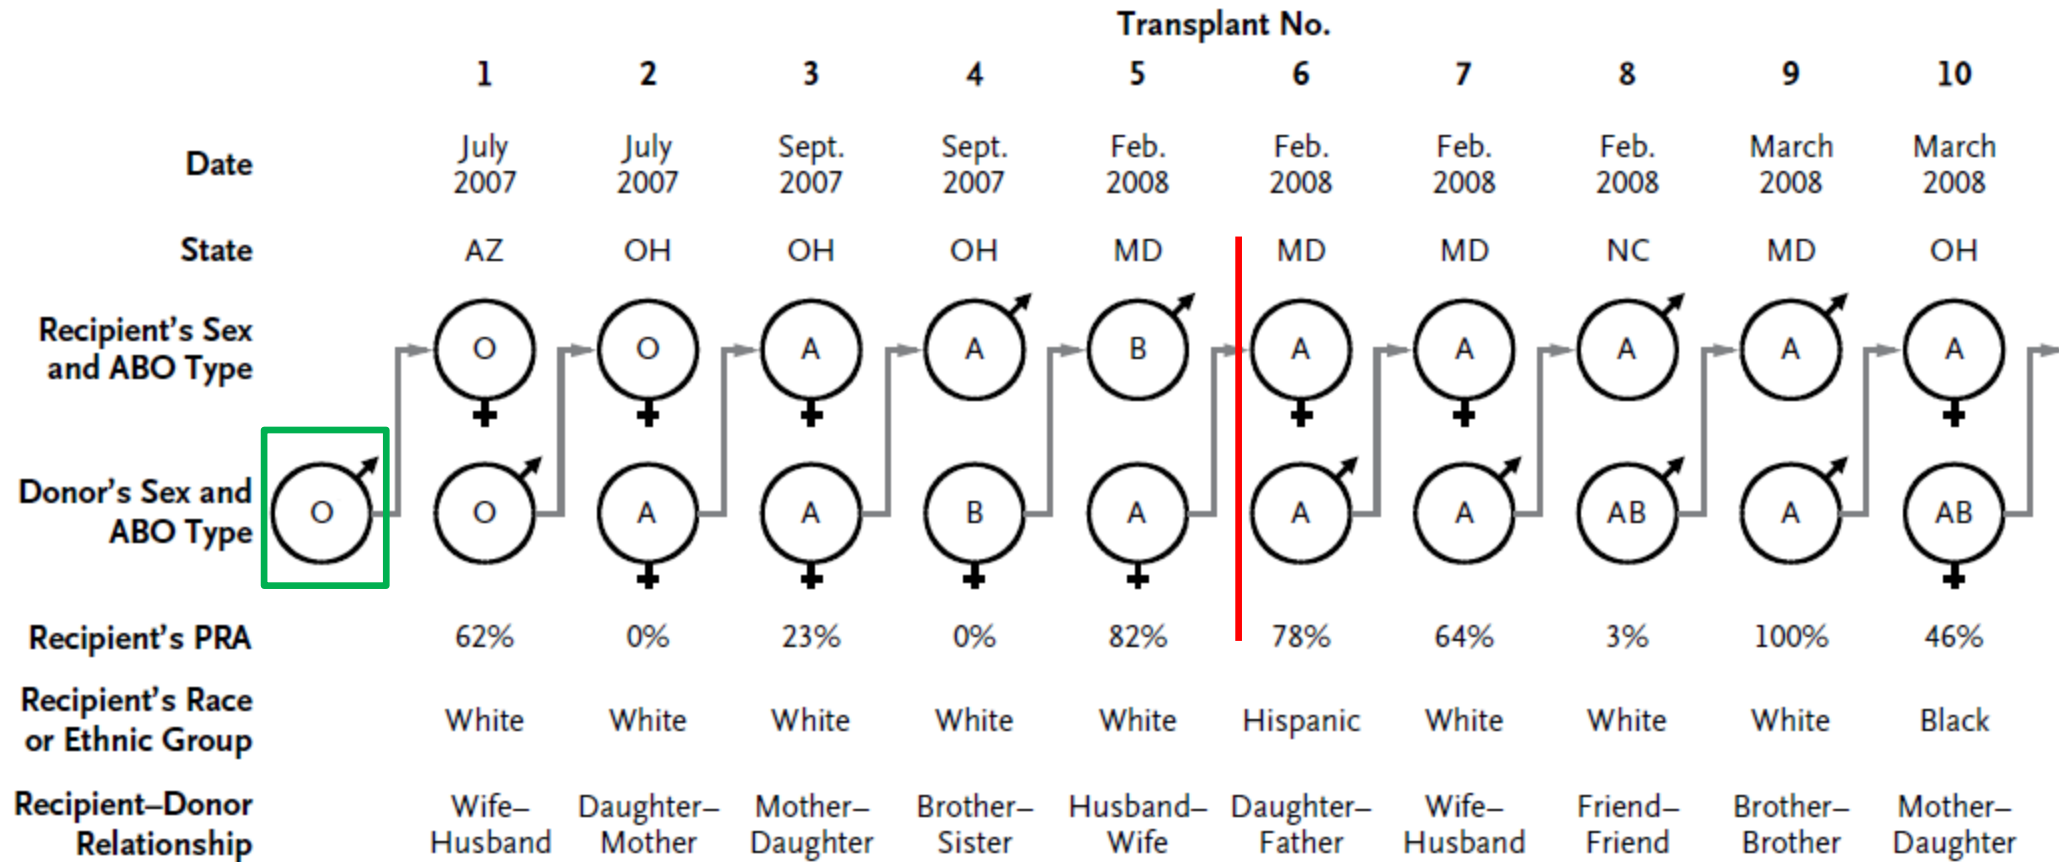 Transplant No.
1 2 3 4 5 6 7 8 9 10
Date
July 2007 July 2007 Sept. 2007 Sept. 2007 Feb. 2008 Feb. 2008 Feb. 2008 Feb. 2008 March 2008 March 2008
State AZ OH OH OH MD MD MD NC MD OH
Recipient's Sex
and ABO Type
O O A A B A A A A A
Donor's Sex and
ABO Type
O O A A B A A A AB A AB
Recipient's PRA 62% 0% 23% 0% 82% 78% 64% 3% 100% 46%
Recipient's Race
or Ethnic Group
White White White White White Hispanic White White White Black
Recipient–Donor
Relationship
Wife– Daughter– Mother– Brother– Husband– Daughter– Wife– Friend– Brother– Mother–
Husband Mother Daughter Sister Wife Father Husband Friend Brother Daughter